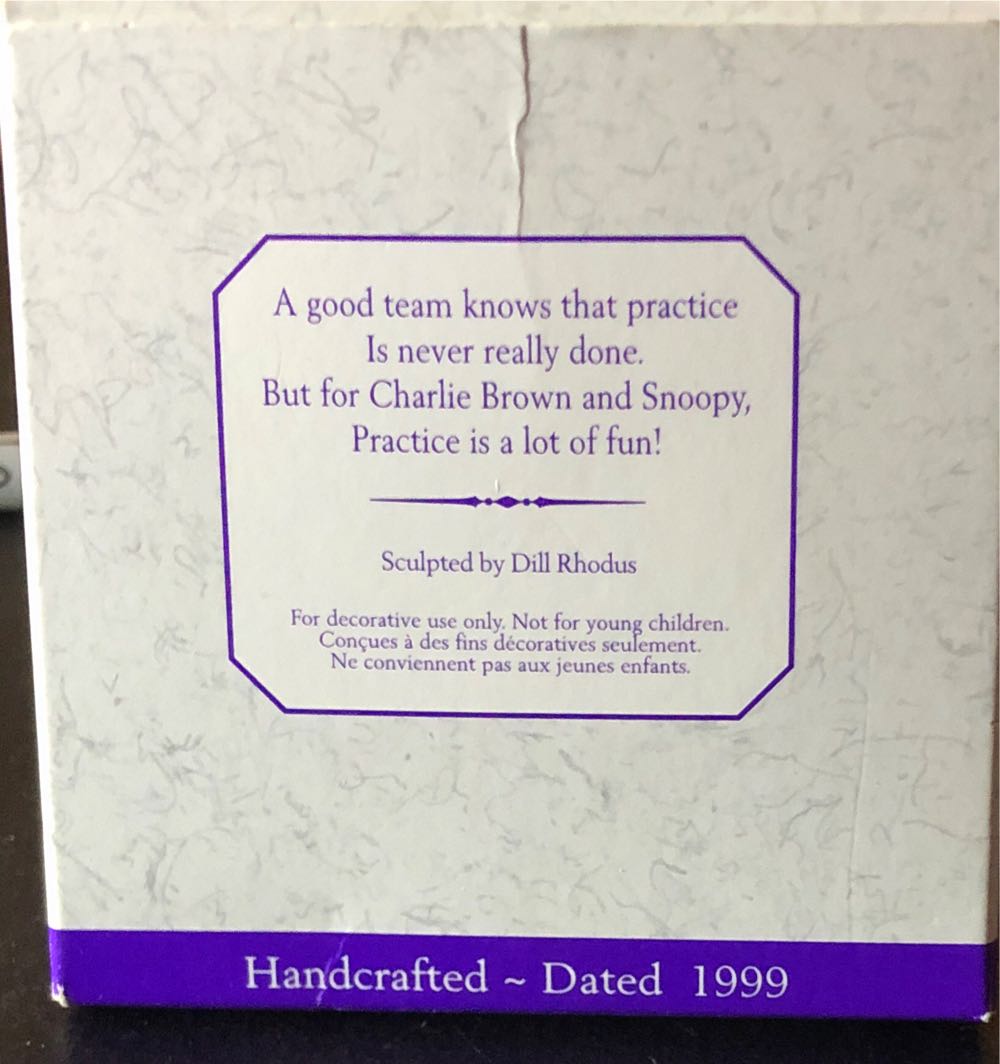 A good team knows that practice
Is never really done.
But for Charlie Brown and Snoopy,
Practice is a lot of fun!
Sculpted by Dill Rhodus
For decorative use only. Not for young children.
Conçues à des fins décoratives seulement.
Ne conviennent pas aux jeunes enfants.
Handcrafted ~ Dated 1999